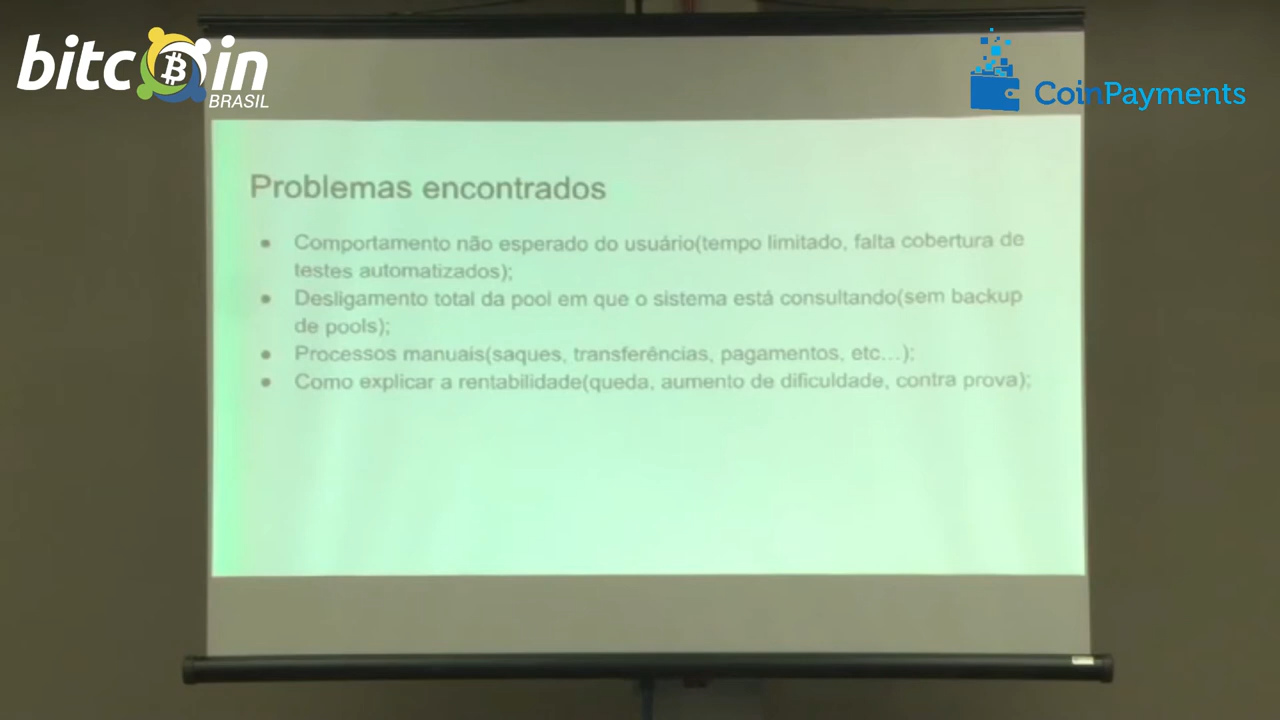 bitcoin
BRASIL
CoinPayments
Problemas encontrados
● Comportamento não esperado do usuário(tempo limitado, falta cobertura de
testes automatizados);
● Desligamento total da pool em que o sistema está consultando(sem backup
de pools);
● Processos manuais(saques, transferências, pagamentos, etc...);
● Como explicar a rentabilidade(queda, aumento de dificuldade, contra prova);